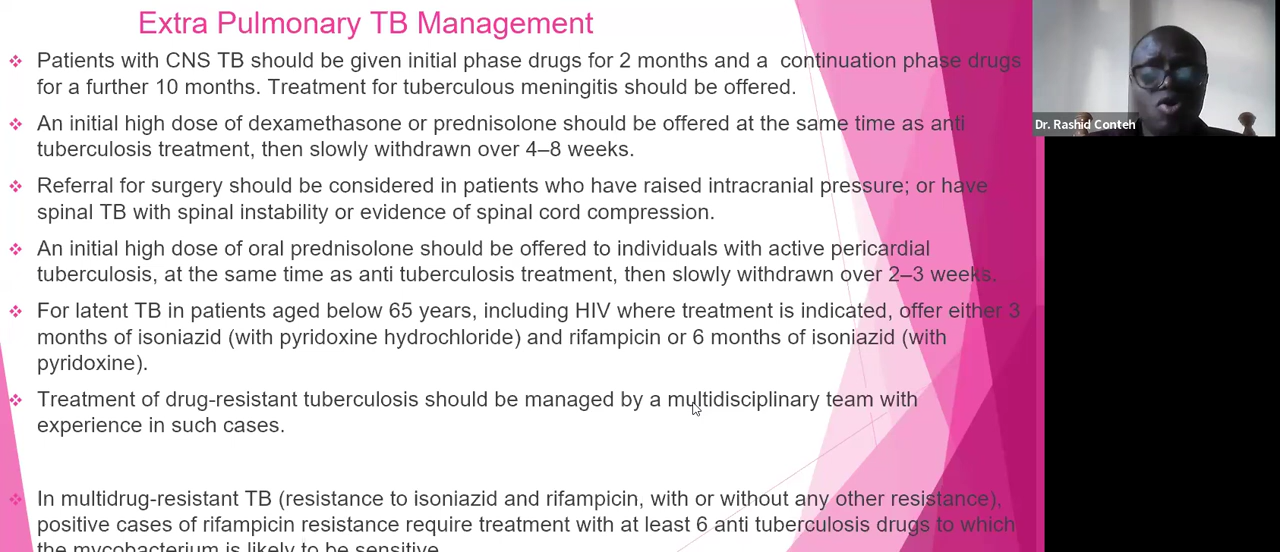 Extra Pulmonary TB Management
❖ Patients with CNS TB should be given initial phase drugs for 2 months and a  continuation phase drugs
for a further 10 months. Treatment for tuberculous meningitis should be offered.
❖ An initial high dose of dexamethasone or prednisolone should be offered at the same time as anti
tuberculosis treatment, then slowly withdrawn over 4–8 weeks.
❖ Referral for surgery should be considered in patients who have raised intracranial pressure; or have
spinal TB with spinal instability or evidence of spinal cord compression.
❖ An initial high dose of oral prednisolone should be offered to individuals with active pericardial
tuberculosis, at the same time as anti tuberculosis treatment, then slowly withdrawn over 2–3 weeks.
❖ For latent TB in patients aged below 65 years, including HIV where treatment is indicated, offer either 3
months of isoniazid (with pyridoxine hydrochloride) and rifampicin or 6 months of isoniazid (with
pyridoxine).
❖ Treatment of drug-resistant tuberculosis should be managed by a multidisciplinary team with
experience in such cases.
❖ In multidrug-resistant TB (resistance to isoniazid and rifampicin, with or without any other resistance),
positive cases of rifampicin resistance require treatment with at least 6 anti tuberculosis drugs to which
the mycobacterium is likely to be sensitive.
Dr. Rashid Conteh